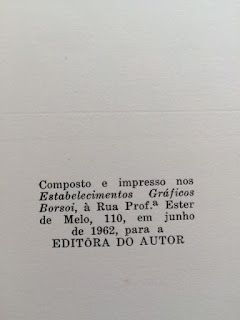 Composto e impresso nos
Estabelecimentos Gráficos
Borsoi, à Rua Prof.ª Ester
de Melo, 110, em junho
de 1962, para a
EDITÔRA DO AUTOR